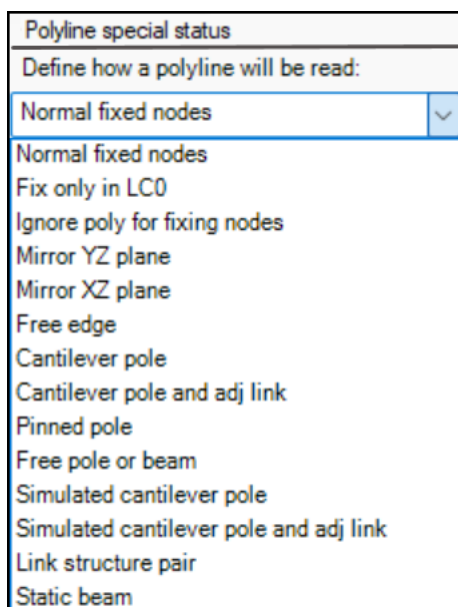 Polyline special status
Define how a polyline will be read:
Normal fixed nodes
Normal fixed nodes
Fix only in LC0
Ignore poly for fixing nodes
Mirror YZ plane
Mirror XZ plane
Free edge
Cantilever pole
Cantilever pole and adj link
Pinned pole
Free pole or beam
Simulated cantilever pole
Simulated cantilever pole and adj link
Link structure pair
Static beam